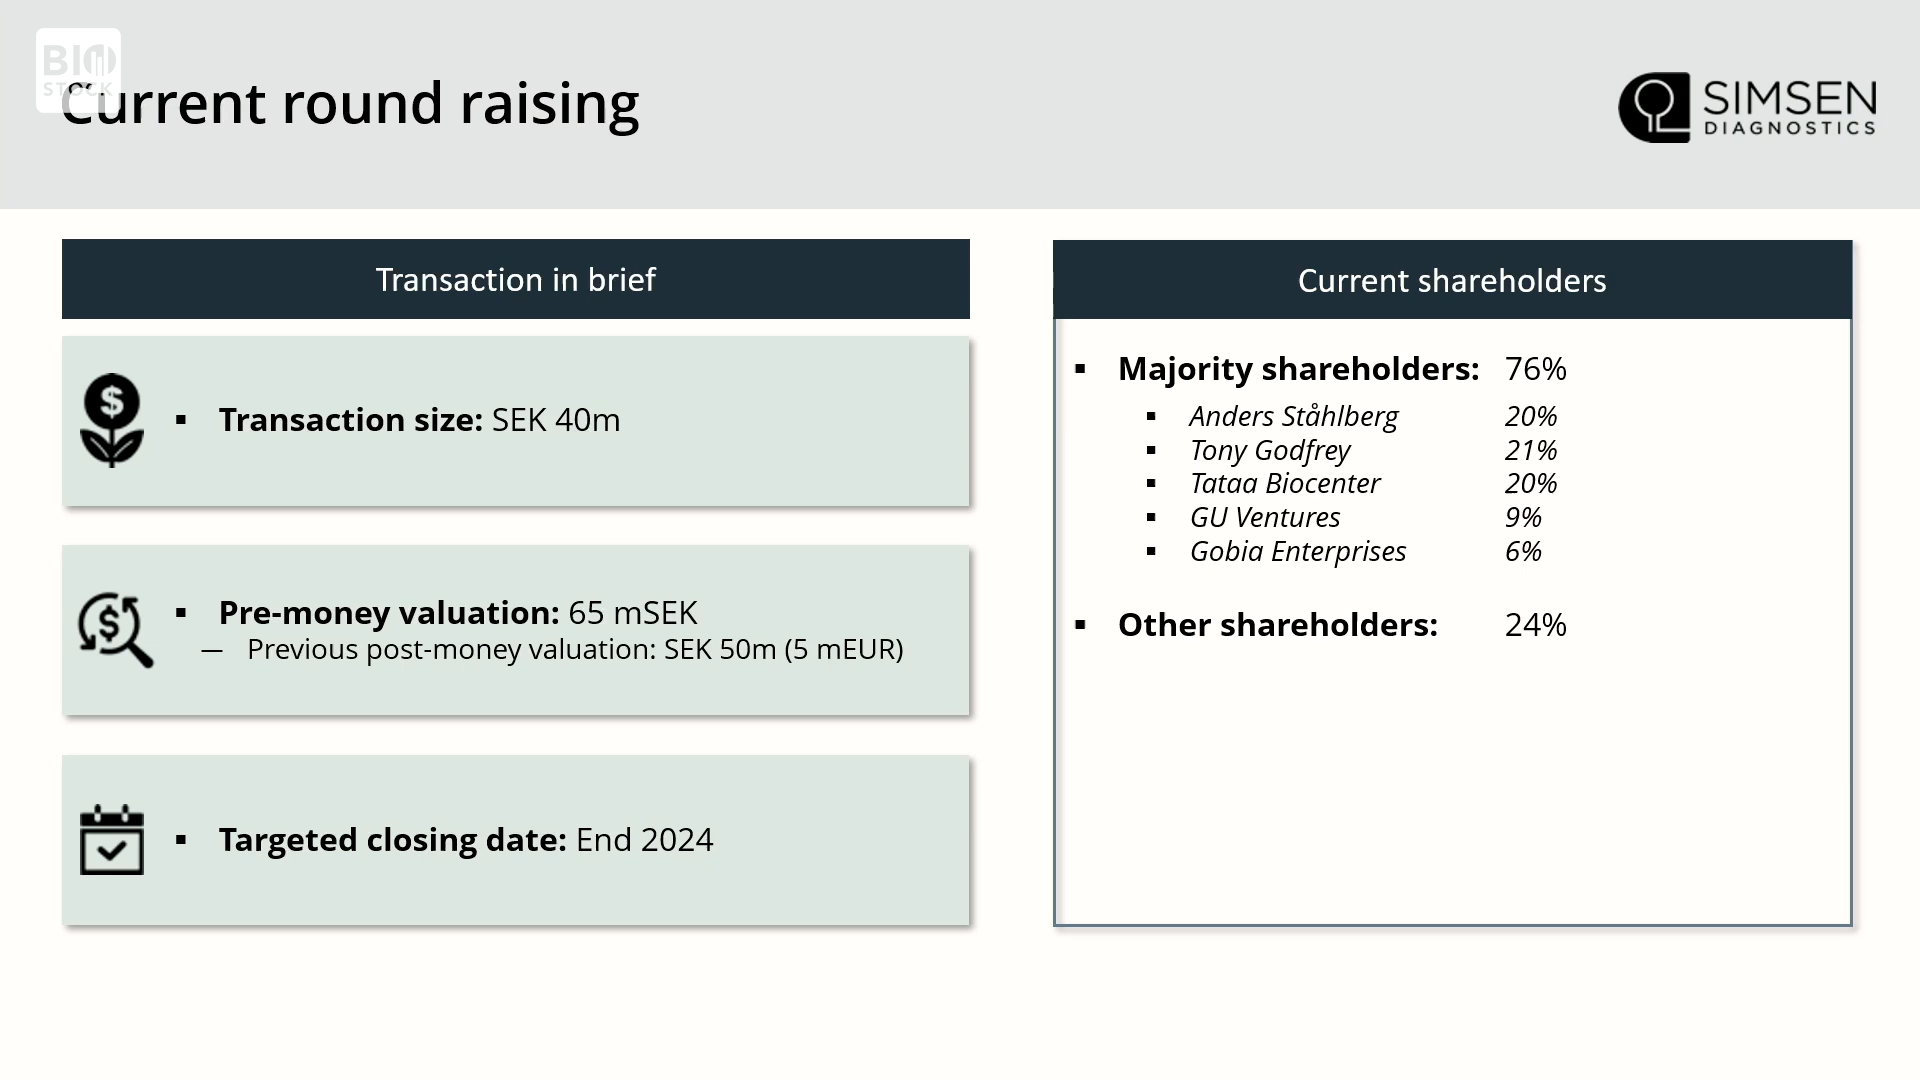 BIO
STOCK
Current round raising
SIMSEN
DIAGNOSTICS
Transaction in brief
▪ Transaction size: SEK 40m
▪ Pre-money valuation: 65 mSEK
— Previous post-money valuation: SEK 50m (5 mEUR)
▪ Targeted closing date: End 2024
Current shareholders
▪ Majority shareholders: 76%
▪ Anders Ståhlberg 20%
▪ Tony Godfrey 21%
▪ Tataa Biocenter 20%
▪ GU Ventures 9%
▪ Gobia Enterprises 6%
▪ Other shareholders: 24%